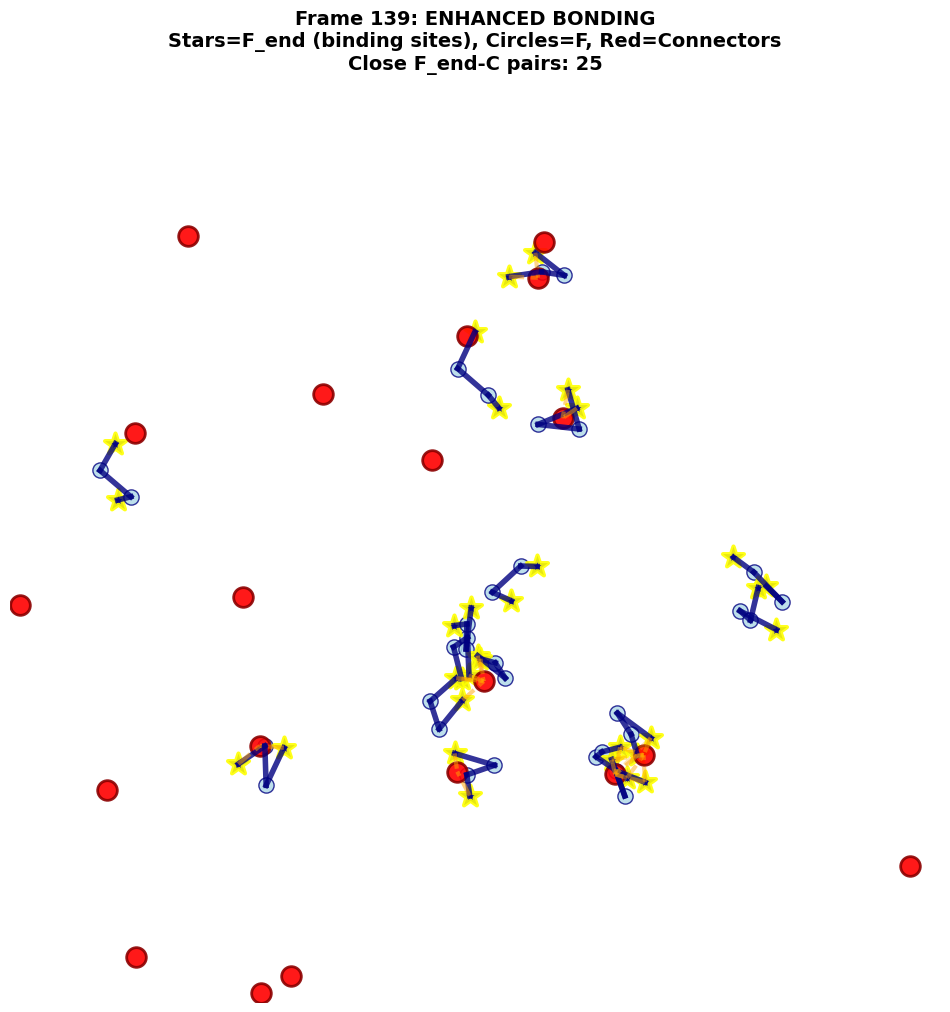 Frame 139: ENHANCED BONDING
Stars=F_end (binding sites), Circles=F, Red=Connectors
Close F_end-C pairs: 25